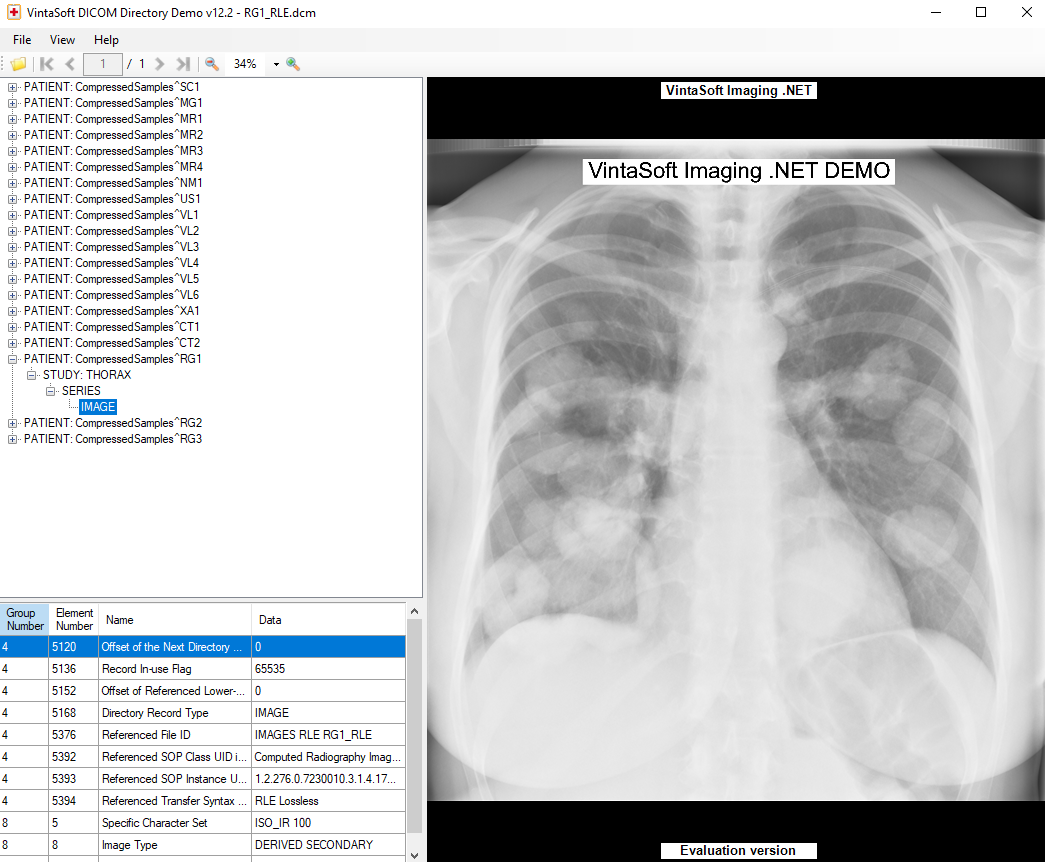 VintaSoft DICOM Directory Demo v12.2 - RG1_RLE.dcm
File View Help
1 / 1 34%
PATIENT: CompressedSamples^SC1
PATIENT: CompressedSamples^MG1
PATIENT: CompressedSamples^MR1
PATIENT: CompressedSamples^MR2
PATIENT: CompressedSamples^MR3
PATIENT: CompressedSamples^MR4
PATIENT: CompressedSamples^NM1
PATIENT: CompressedSamples^US1
PATIENT: CompressedSamples^VL1
PATIENT: CompressedSamples^VL2
PATIENT: CompressedSamples^VL3
PATIENT: CompressedSamples^VL4
PATIENT: CompressedSamples^VL5
PATIENT: CompressedSamples^VL6
PATIENT: CompressedSamples^XA1
PATIENT: CompressedSamples^CT1
PATIENT: CompressedSamples^CT2
PATIENT: CompressedSamples^RG1
STUDY: THORAX
SERIES
IMAGE
PATIENT: CompressedSamples^RG2
PATIENT: CompressedSamples^RG3
Group Number Element Number Name Data
4 5120 Offset of the Next Directory ... 0
4 5136 Record In-use Flag 65535
4 5152 Offset of Referenced Lower-... 0
4 5168 Directory Record Type IMAGE
4 5376 Referenced File ID IMAGES RLE RG1_RLE
4 5392 Referenced SOP Class UID i... Computed Radiography Imag...
4 5393 Referenced SOP Instance U... 1.2.276.0.7230010.3.1.4.17...
4 5394 Referenced Transfer Syntax ... RLE Lossless
8 5 Specific Character Set ISO_IR 100
8 8 Image Type DERIVED SECONDARY
VintaSoft Imaging .NET
VintaSoft Imaging .NET DEMO
Evaluation version